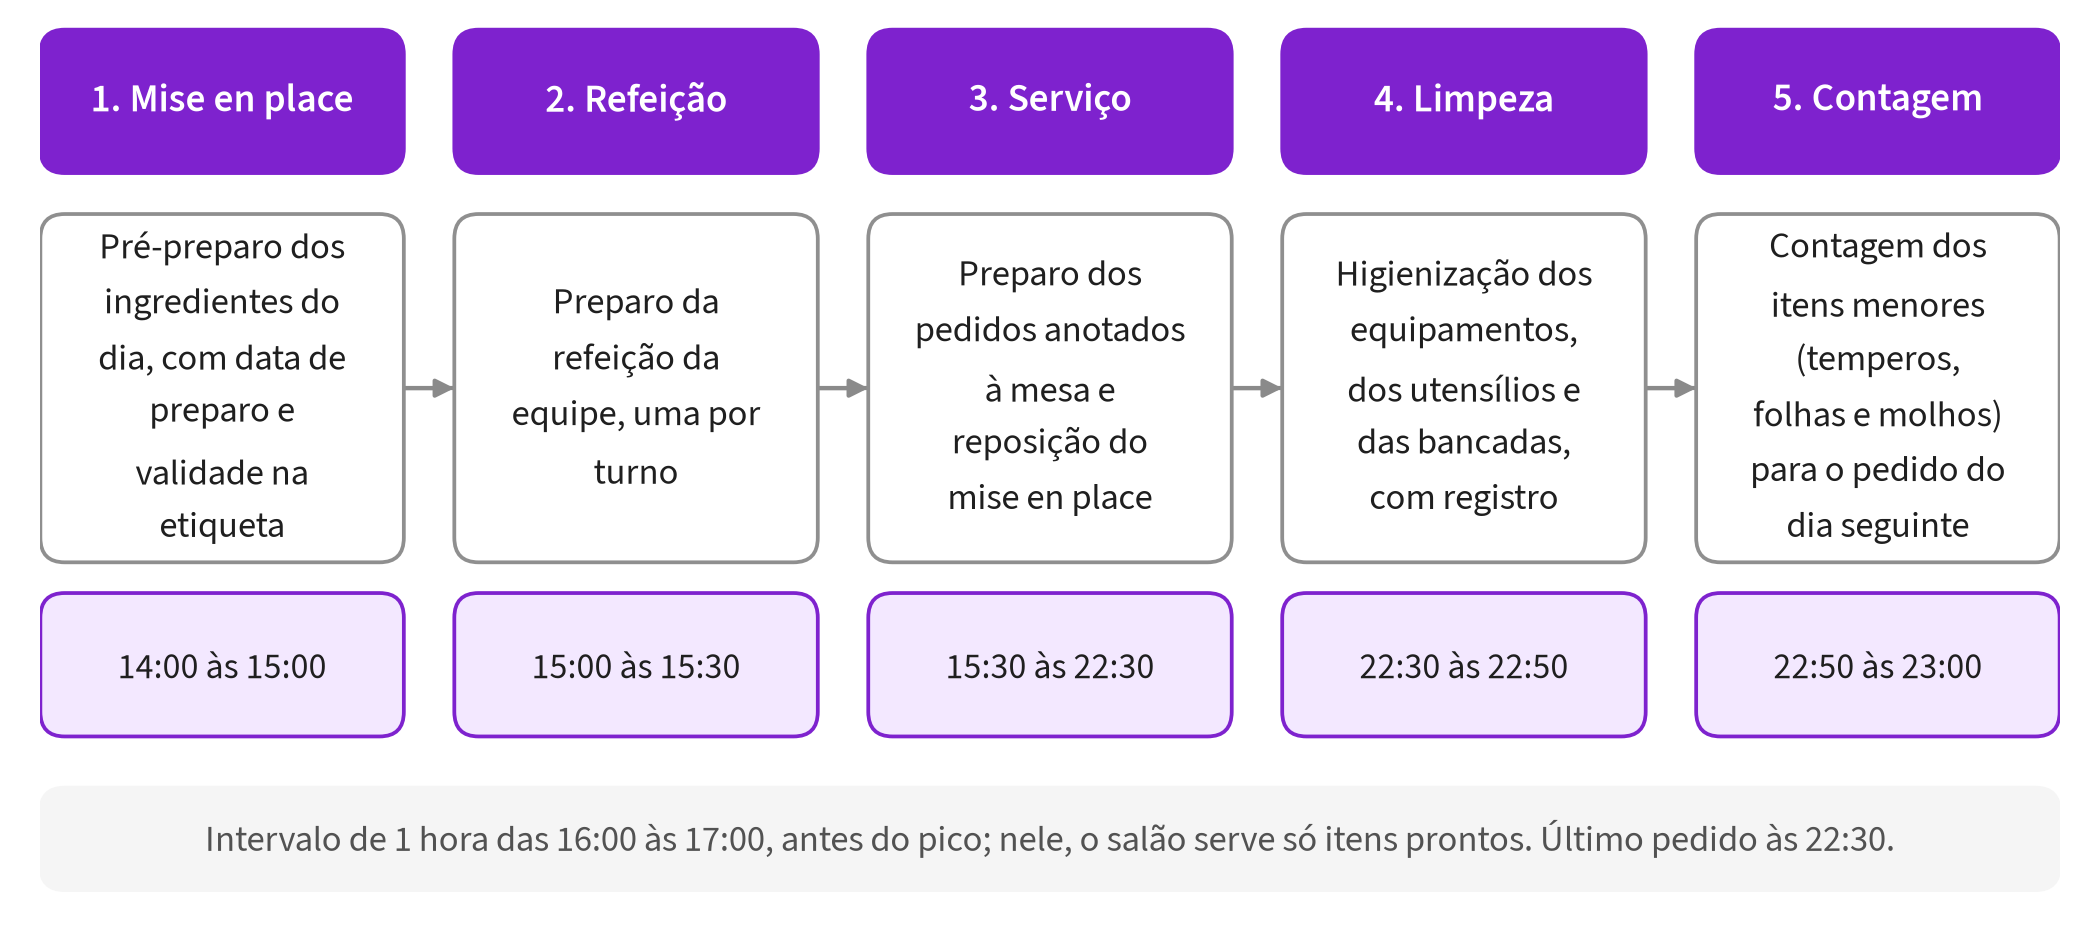 1. Mise en place
2. Refeição
3. Serviço
4. Limpeza
5. Contagem
Pré-preparo dos
ingredientes do
dia, com data de
preparo e
validade na
etiqueta
Preparo da
refeição da
equipe, uma por
turno
Preparo dos
pedidos anotados
à mesa e
reposição do
mise en place
Higienização dos
equipamentos,
dos utensílios e
das bancadas,
com registro
Contagem dos
itens menores
(temperos,
folhas e molhos)
para o pedido do
dia seguinte
14:00 às 15:00
15:00 às 15:30
15:30 às 22:30
22:30 às 22:50
22:50 às 23:00
Intervalo de 1 hora das 16:00 às 17:00, antes do pico; nele, o salão serve só itens prontos. Último pedido às 22:30.